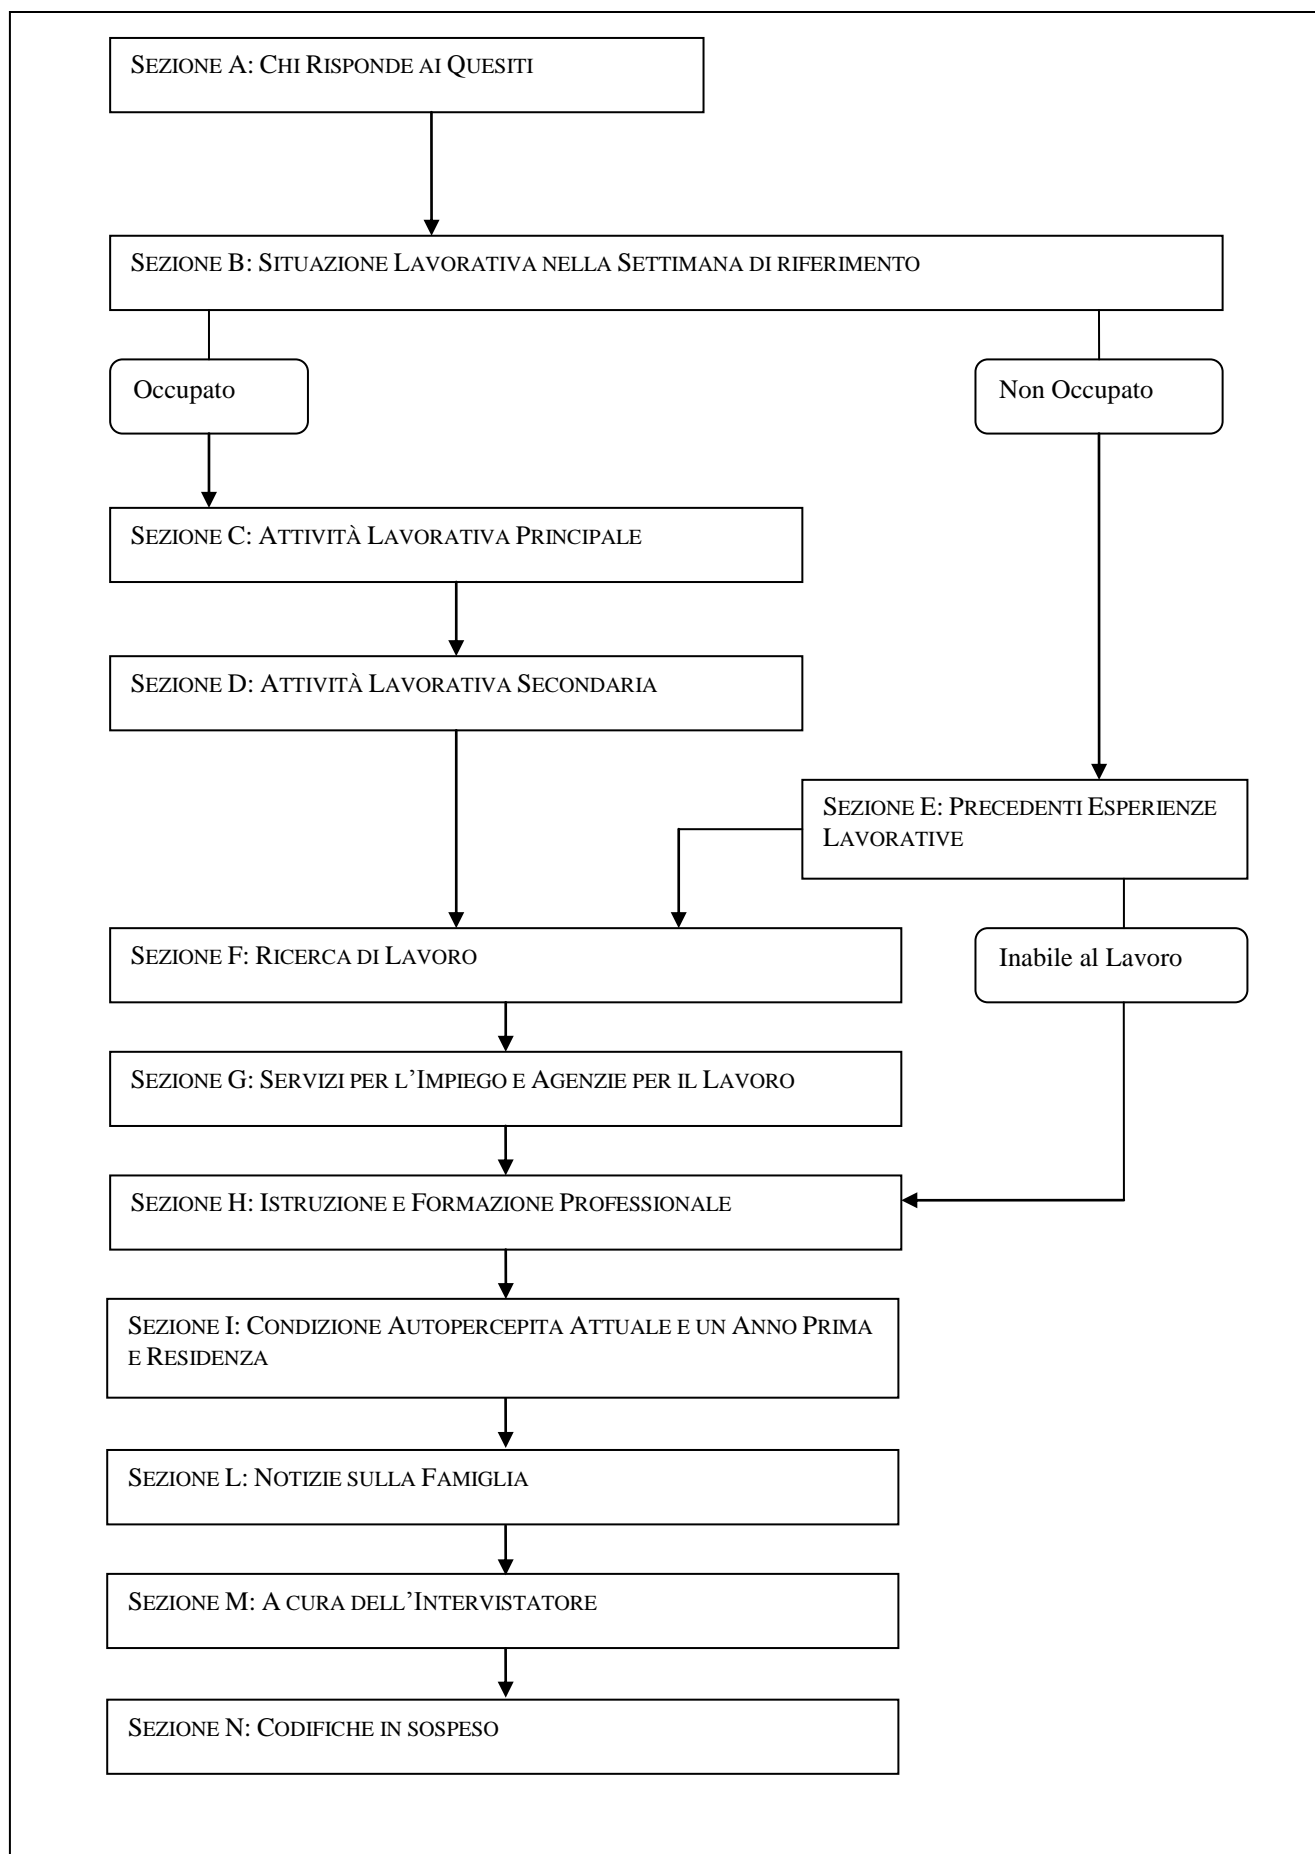 SEZIONE A: CHI RISPONDE AI QUESITI
SEZIONE B: SITUAZIONE LAVORATIVA NELLA SETTIMANA DI RIFERIMENTO
Occupato
Non Occupato
SEZIONE C: ATTIVITÀ LAVORATIVA PRINCIPALE
SEZIONE D: ATTIVITÀ LAVORATIVA SECONDARIA
SEZIONE E: PRECEDENTI ESPERIENZE
LAVORATIVE
SEZIONE F: RICERCA DI LAVORO
Inabile al Lavoro
SEZIONE G: SERVIZI PER L’IMPIEGO E AGENZIE PER IL LAVORO
SEZIONE H: ISTRUZIONE E FORMAZIONE PROFESSIONALE
SEZIONE I: CONDIZIONE AUTOPERCEPITA ATTUALE E UN ANNO PRIMA
E RESIDENZA
SEZIONE L: NOTIZIE SULLA FAMIGLIA
SEZIONE M: A CURA DELL’INTERVISTATORE
SEZIONE N: CODIFICHE IN SOSPESO